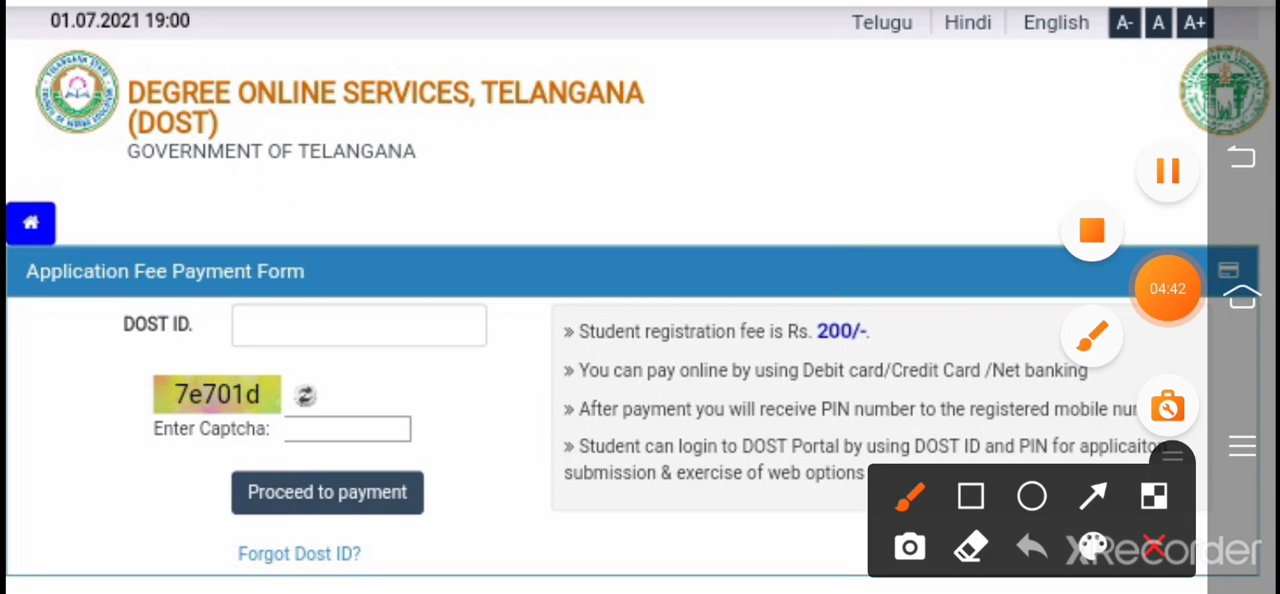 01.07.2021 19:00
Telugu Hindi English A- A A+
DEGREE ONLINE SERVICES, TELANGANA
(DOST)
GOVERNMENT OF TELANGANA
Application Fee Payment Form
04:42
DOST ID.
» Student registration fee is Rs. 200/-.
» You can pay online by using Debit card/Credit Card /Net banking
7e701d
» After payment you will receive PIN number to the registered mobile
Enter Captcha:
» Student can login to DOST Portal by using DOST ID and PIN for applicaiton
submission & exercise of web options
Proceed to payment
Forgot Dost ID?
XRecorder